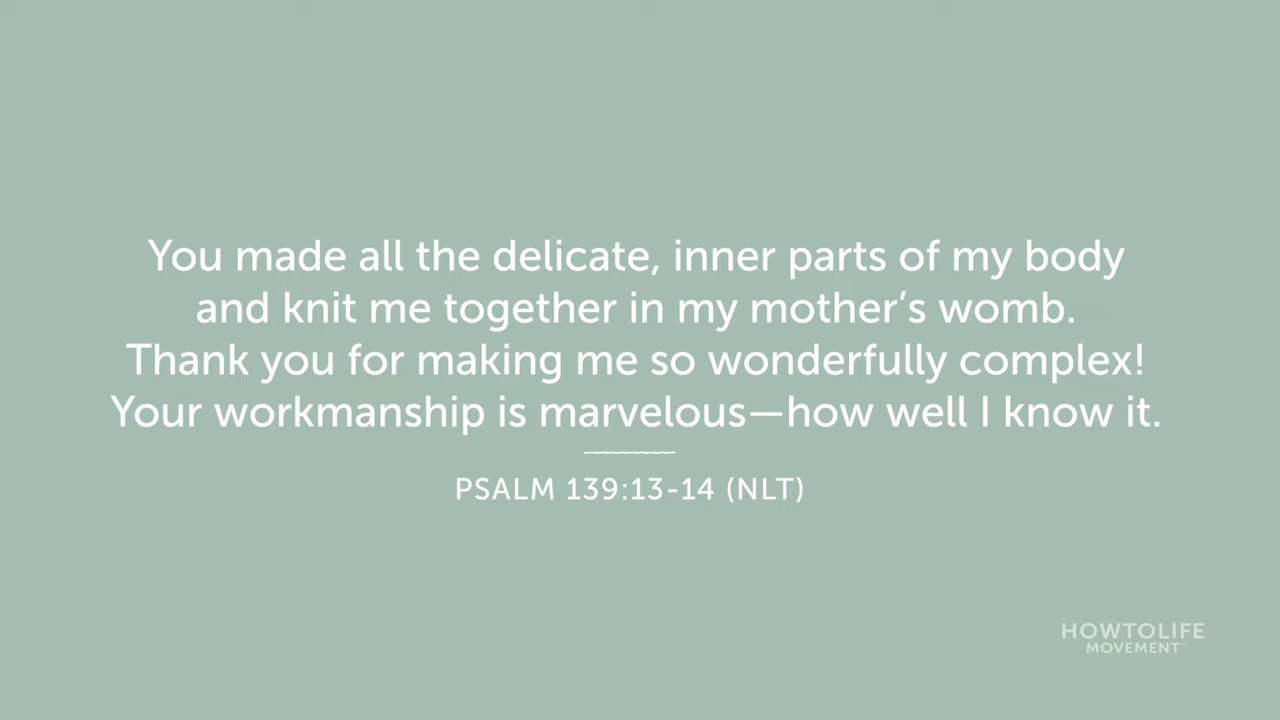 You made all the delicate, inner parts of my body
and knit me together in my mother’s womb.
Thank you for making me so wonderfully complex!
Your workmanship is marvelous—how well I know it.
PSALM 139:13-14 (NLT)
HOWTOLIFE
MOVEMENT